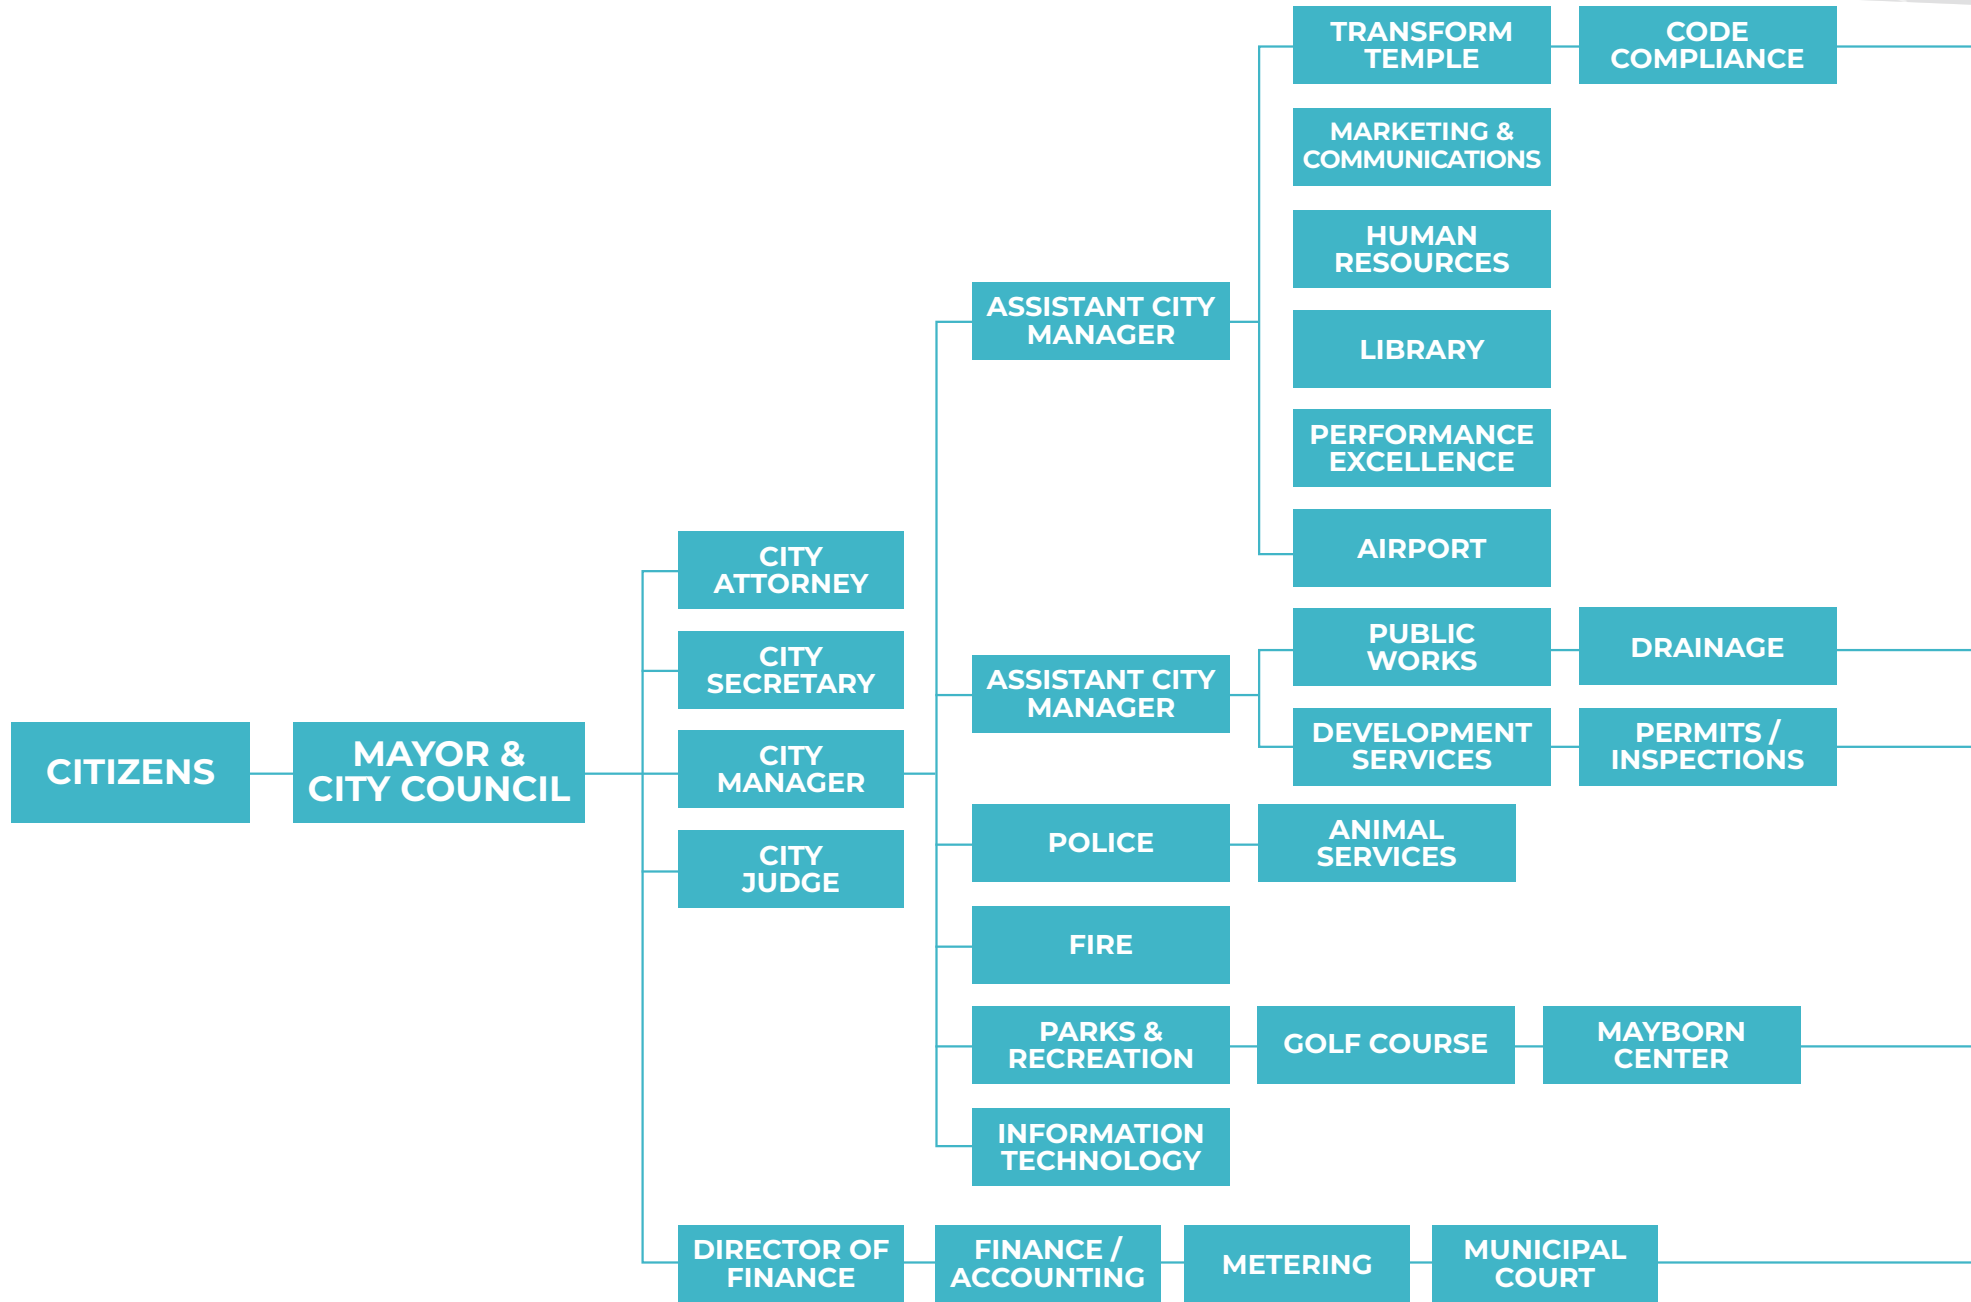 TRANSFORM
TEMPLE
CODE
COMPLIANCE
MARKETING &
COMMUNICATIONS
HUMAN
RESOURCES
ASSISTANT CITY
MANAGER
LIBRARY
PERFORMANCE
EXCELLENCE
AIRPORT
CITY
ATTORNEY
CITY
SECRETARY
ASSISTANT CITY
MANAGER
PUBLIC
WORKS
DRAINAGE
CITIZENS
MAYOR &
CITY COUNCIL
CITY
MANAGER
DEVELOPMENT
SERVICES
PERMITS /
INSPECTIONS
CITY
JUDGE
POLICE
ANIMAL
SERVICES
FIRE
PARKS &
RECREATION
GOLF COURSE
MAYBORN
CENTER
INFORMATION
TECHNOLOGY
DIRECTOR OF
FINANCE
FINANCE /
ACCOUNTING
METERING
MUNICIPAL
COURT